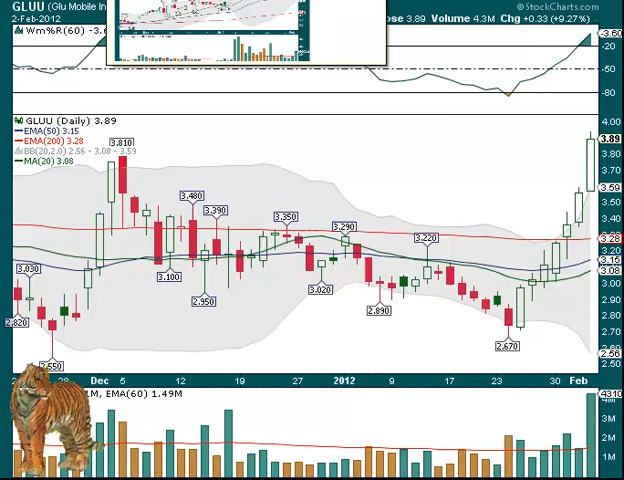 GLUU (Glu Mobile In
2-Feb-2012
© StockCharts.com
ose 3.89 Volume 4.3M Chg +0.33 (+9.27%)
Wm%R(60) -3.6
-3.60
-20
-50
-80
GLUU (Daily) 3.89
EMA(50) 3.15
EMA(200) 3.28
BB(20,2.0) 2.56 - 3.08 - 3.59
MA(20) 3.08
4.00
3.89
3.80
3.70
3.59
3.50
3.40
3.28
3.20
3.15
3.08
3.00
2.90
2.80
2.70
2.56
2.50
3.810
3.480
3.390
3.350
3.290
3.220
3.030
3.100
2.950
3.020
2.890
2.820
2.670
2.550
28 Dec 5 12 19 27 2012 9 17 23 30 Feb
1M, EMA(60) 1.49M
4310
4M
3M
2M
1M